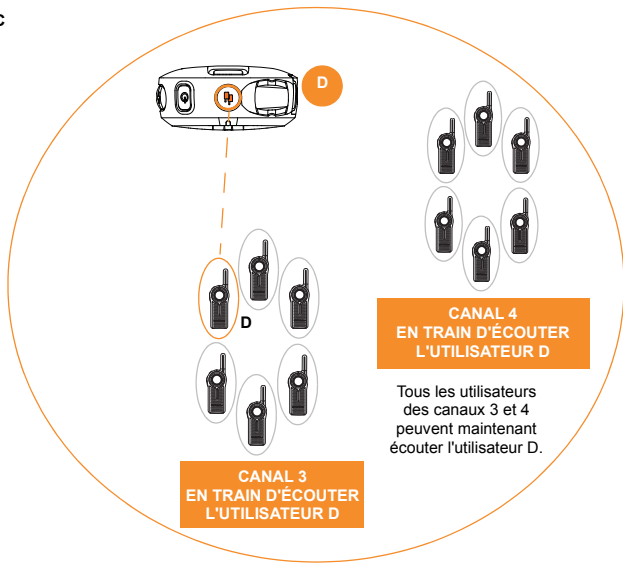 C
D
D
CANAL 4
EN TRAIN D'ÉCOUTER
L'UTILISATEUR D
Tous les utilisateurs
des canaux 3 et 4
peuvent maintenant
écouter l'utilisateur D.
CANAL 3
EN TRAIN D'ÉCOUTER
L'UTILISATEUR D